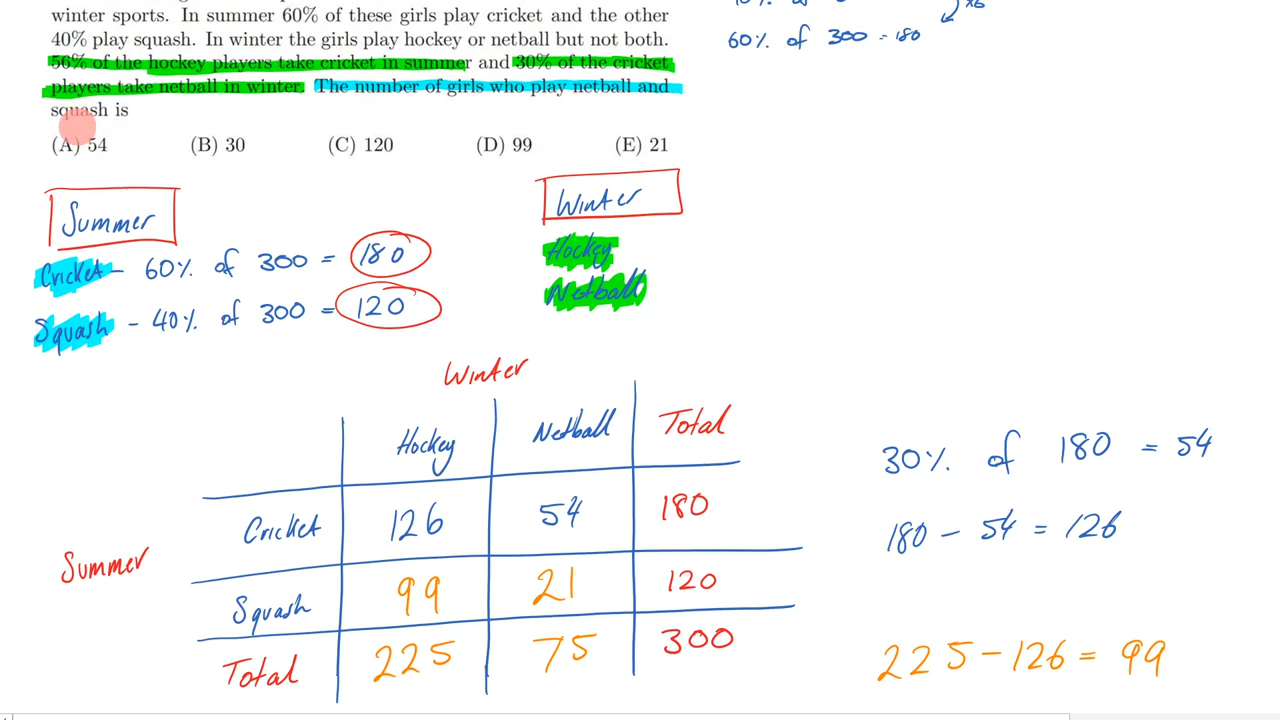 winter sports. In summer 60% of these girls play cricket and the other
60% of 300 = 180
40% play squash. In winter the girls play hockey or netball but not both.
56% of the hockey players take cricket in summer and 30% of the cricket
players take netball in winter. The number of girls who play netball and
squash is
(A) 54 (B) 30 (C) 120 (D) 99 (E) 21
Summer
Winter
Cricket - 60% of 300 = 180
Hockey
Squash - 40% of 300 = 120
Netball
Winter
Hockey Netball Total
30% of 180 = 54
Cricket 126 54 180
180 - 54 = 126
Summer
Squash 99 21 120
Total 225 75 300
225 - 126 = 99